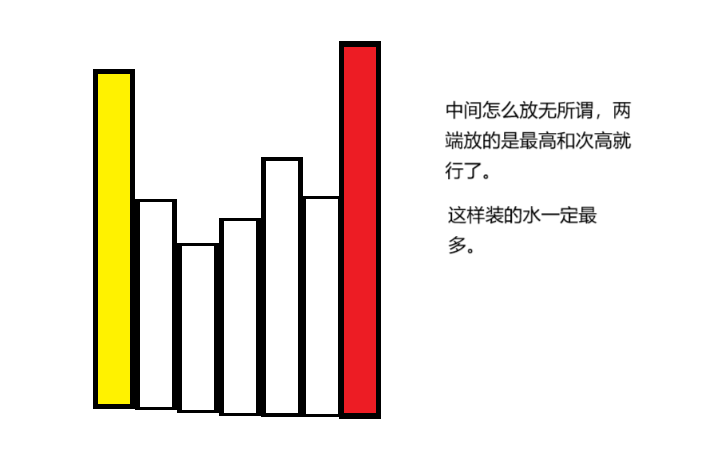 中间怎么放无所谓，两
端放的是最高和次高就
行了。
这样装的水一定最
多。